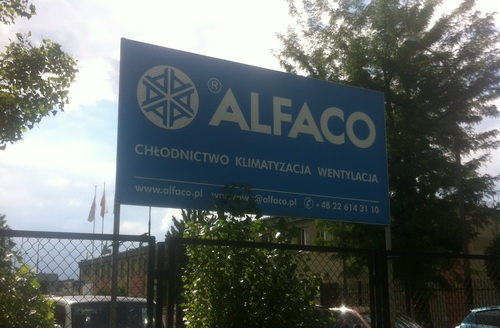 ® ALFACO
CHŁODNICTWO KLIMATYZACJA WENTYLACJA
www.alfaco.pl @alfaco.pl + 48 22 614 31 10